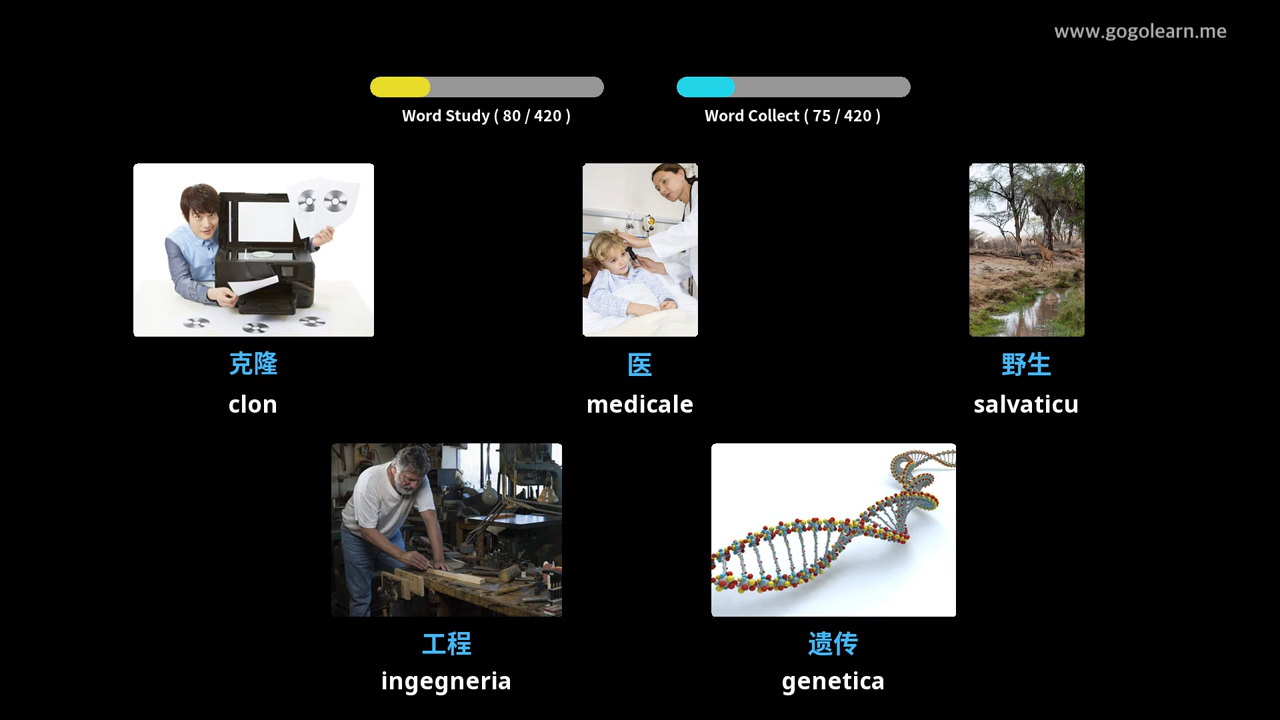 www.gogolearn.me
Word Study ( 80 / 420 )
Word Collect ( 75 / 420 )
克隆
clon
医
medicale
野生
salvaticu
工程
ingegneria
遗传
genetica